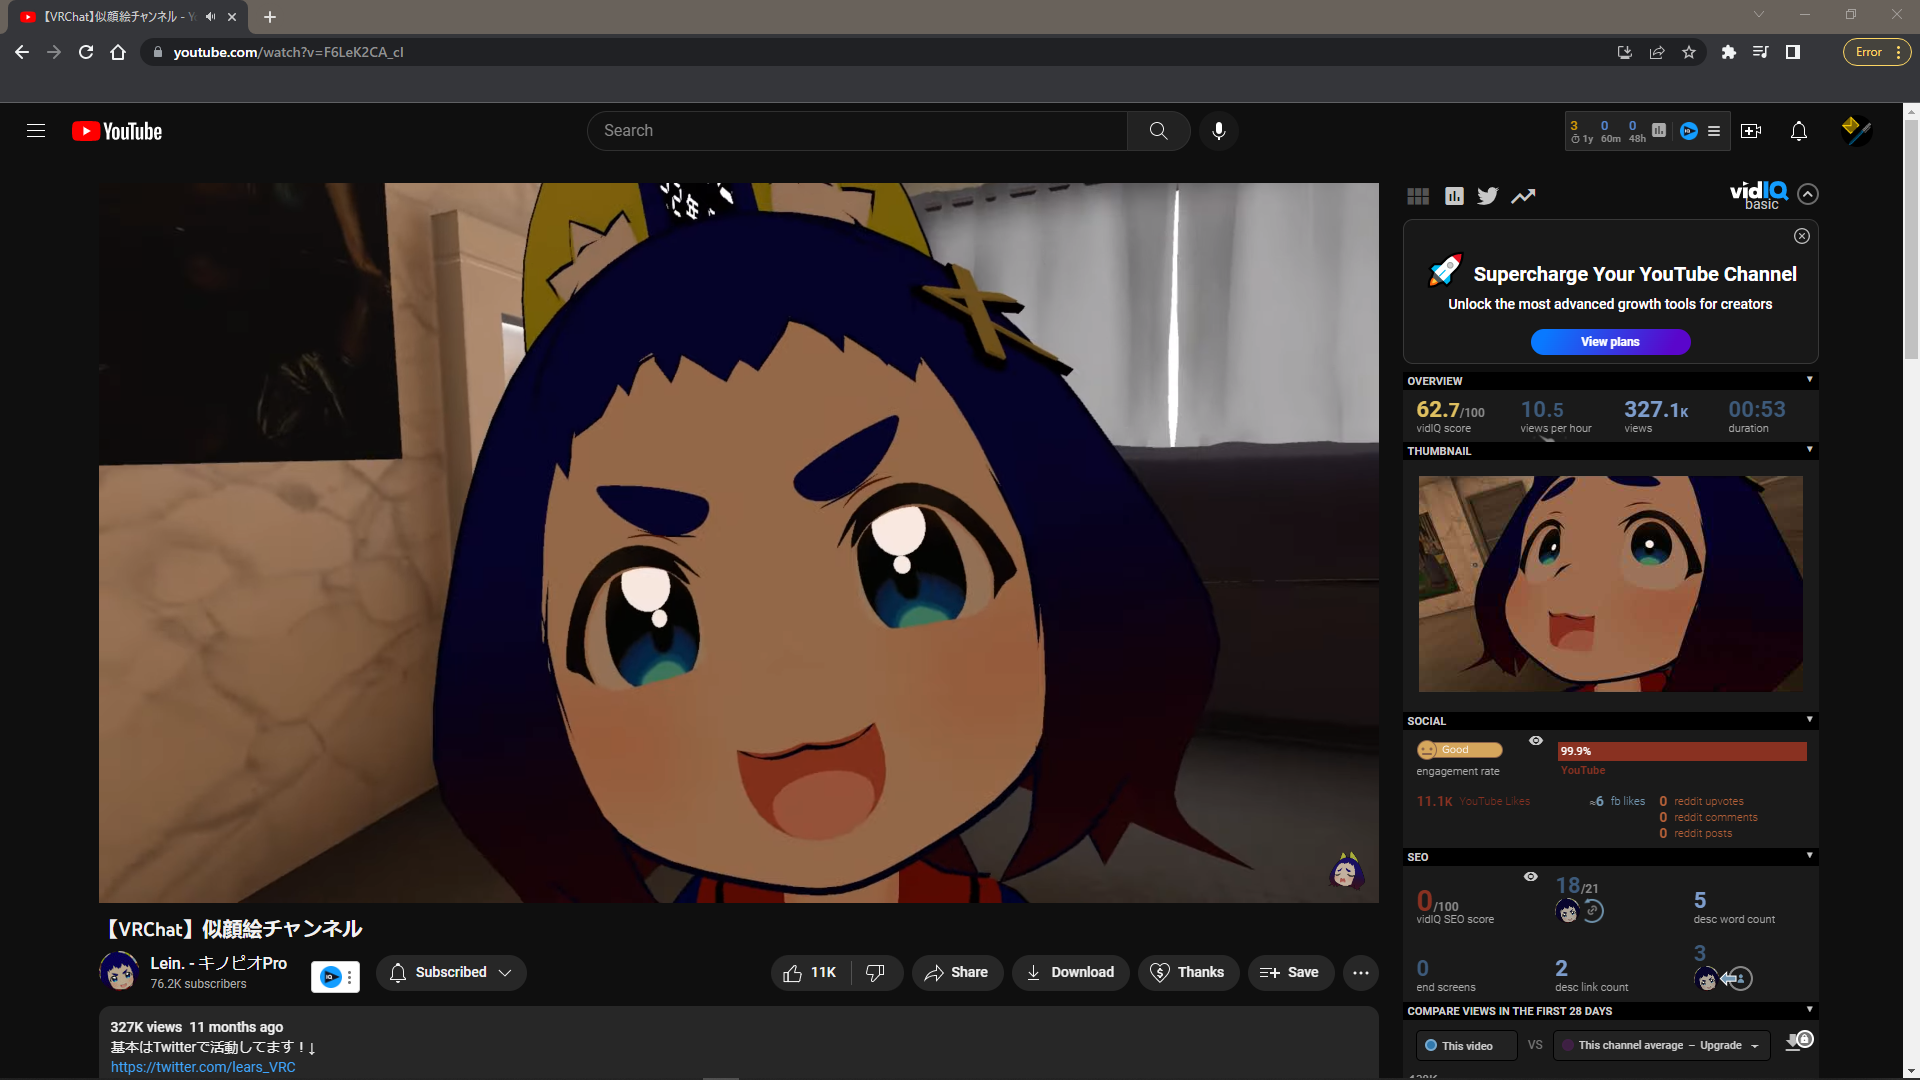 【VRChat】似顔絵チャンネル - Y
youtube.com/watch?v=F6LeK2CA_cI
Error
YouTube
Search
3 0 0
1y 60m 48h
vidIQ
basic
Supercharge Your YouTube Channel
Unlock the most advanced growth tools for creators
View plans
OVERVIEW
62.7/100 10.5 327.1K 00:53
vidIQ score views per hour views duration
THUMBNAIL
SOCIAL
Good 99.9%
engagement rate YouTube
11.1K YouTube Likes ≈6 fb likes 0 reddit upvotes
0 reddit comments
0 reddit posts
SEO
0/100 18/21 5
vidIQ SEO score desc word count
0 2 3
end screens desc link count
COMPARE VIEWS IN THE FIRST 28 DAYS
This video VS This channel average – Upgrade
【VRChat】似顔絵チャンネル
Lein. - キノピオPro
76.2K subscribers
Subscribed
11K Share Download Thanks Save
327K views 11 months ago
基本はTwitterで活動してます！↓
https://twitter.com/lears_VRC